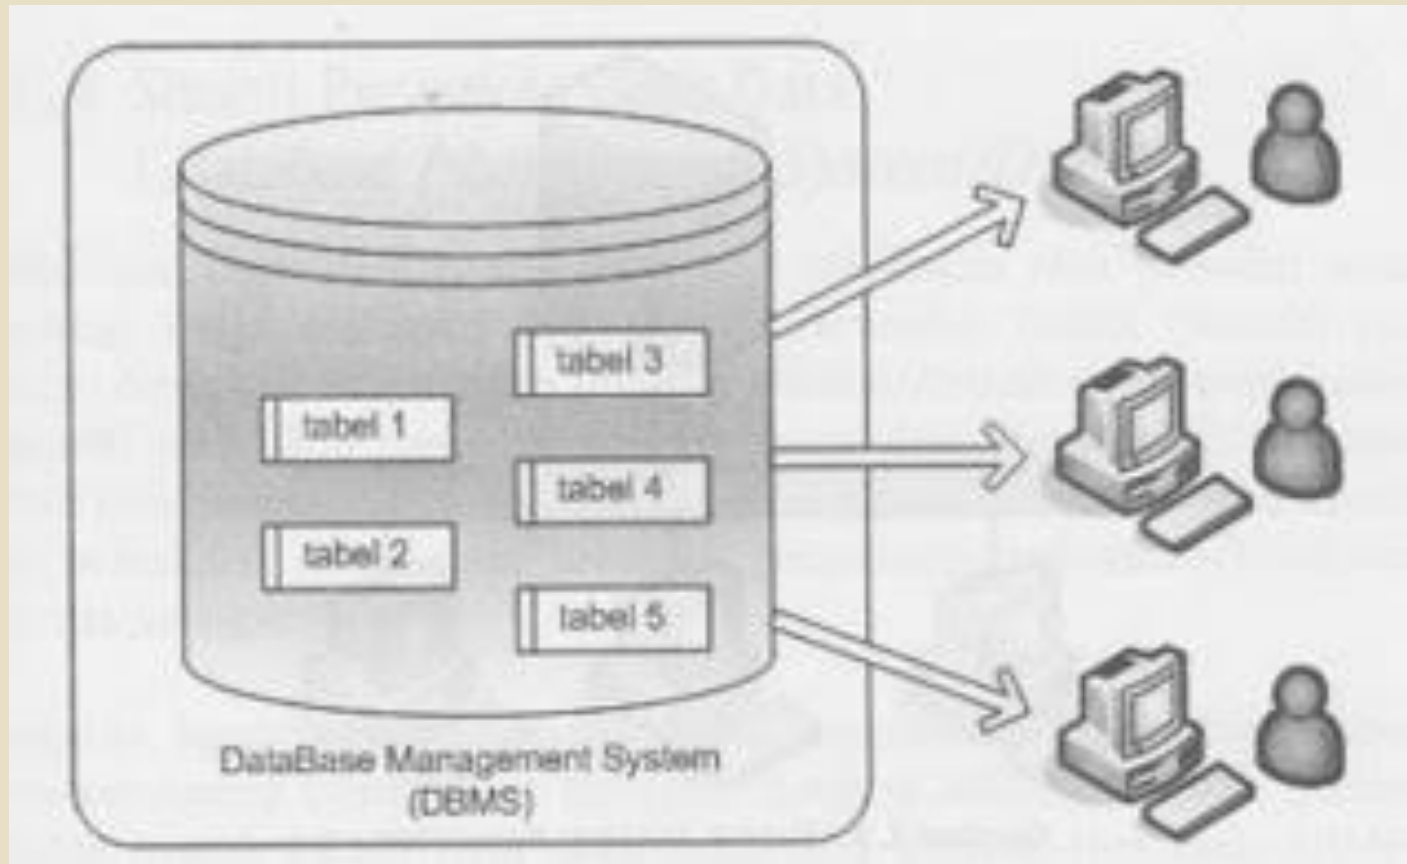 tabel 3
tabel 1
tabel 4
tabel 2
tabel 5
DataBase Management System
(DBMS)